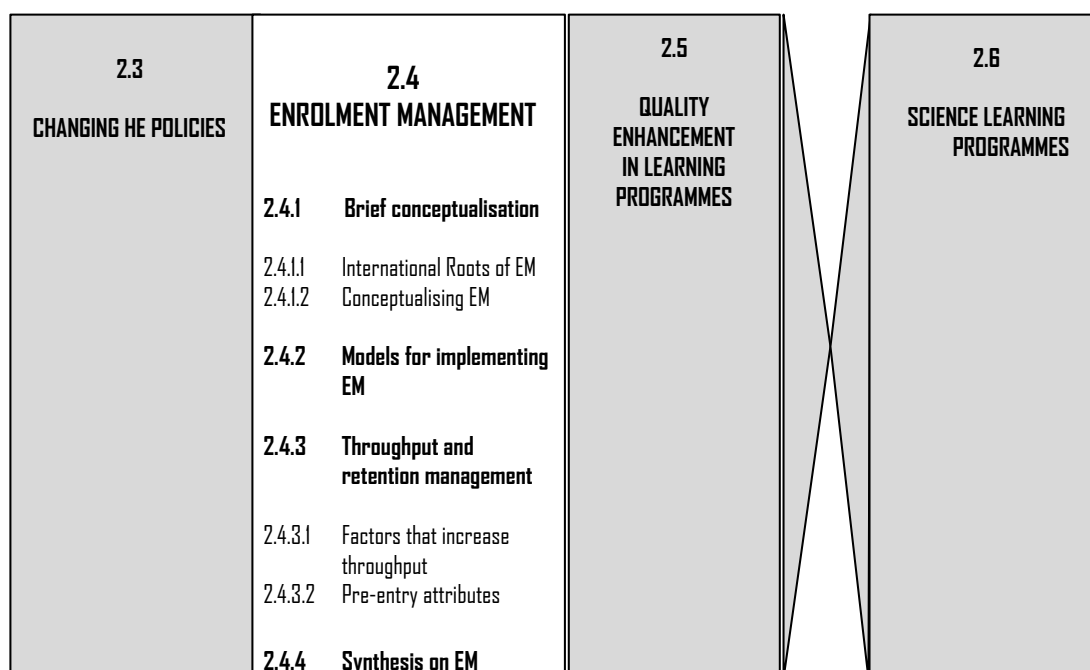 2.3
CHANGING HE POLICIES
2.4
ENROLMENT MANAGEMENT
2.4.1 Brief conceptualisation
2.4.1.1 International Roots of EM
2.4.1.2 Conceptualising EM
2.4.2 Models for implementing
EM
2.4.3 Throughput and
retention management
2.4.3.1 Factors that increase
throughput
2.4.3.2 Pre-entry attributes
2.4.4 Synthesis on EM
2.5
QUALITY
ENHANCEMENT
IN LEARNING
PROGRAMMES
2.6
SCIENCE LEARNING
PROGRAMMES